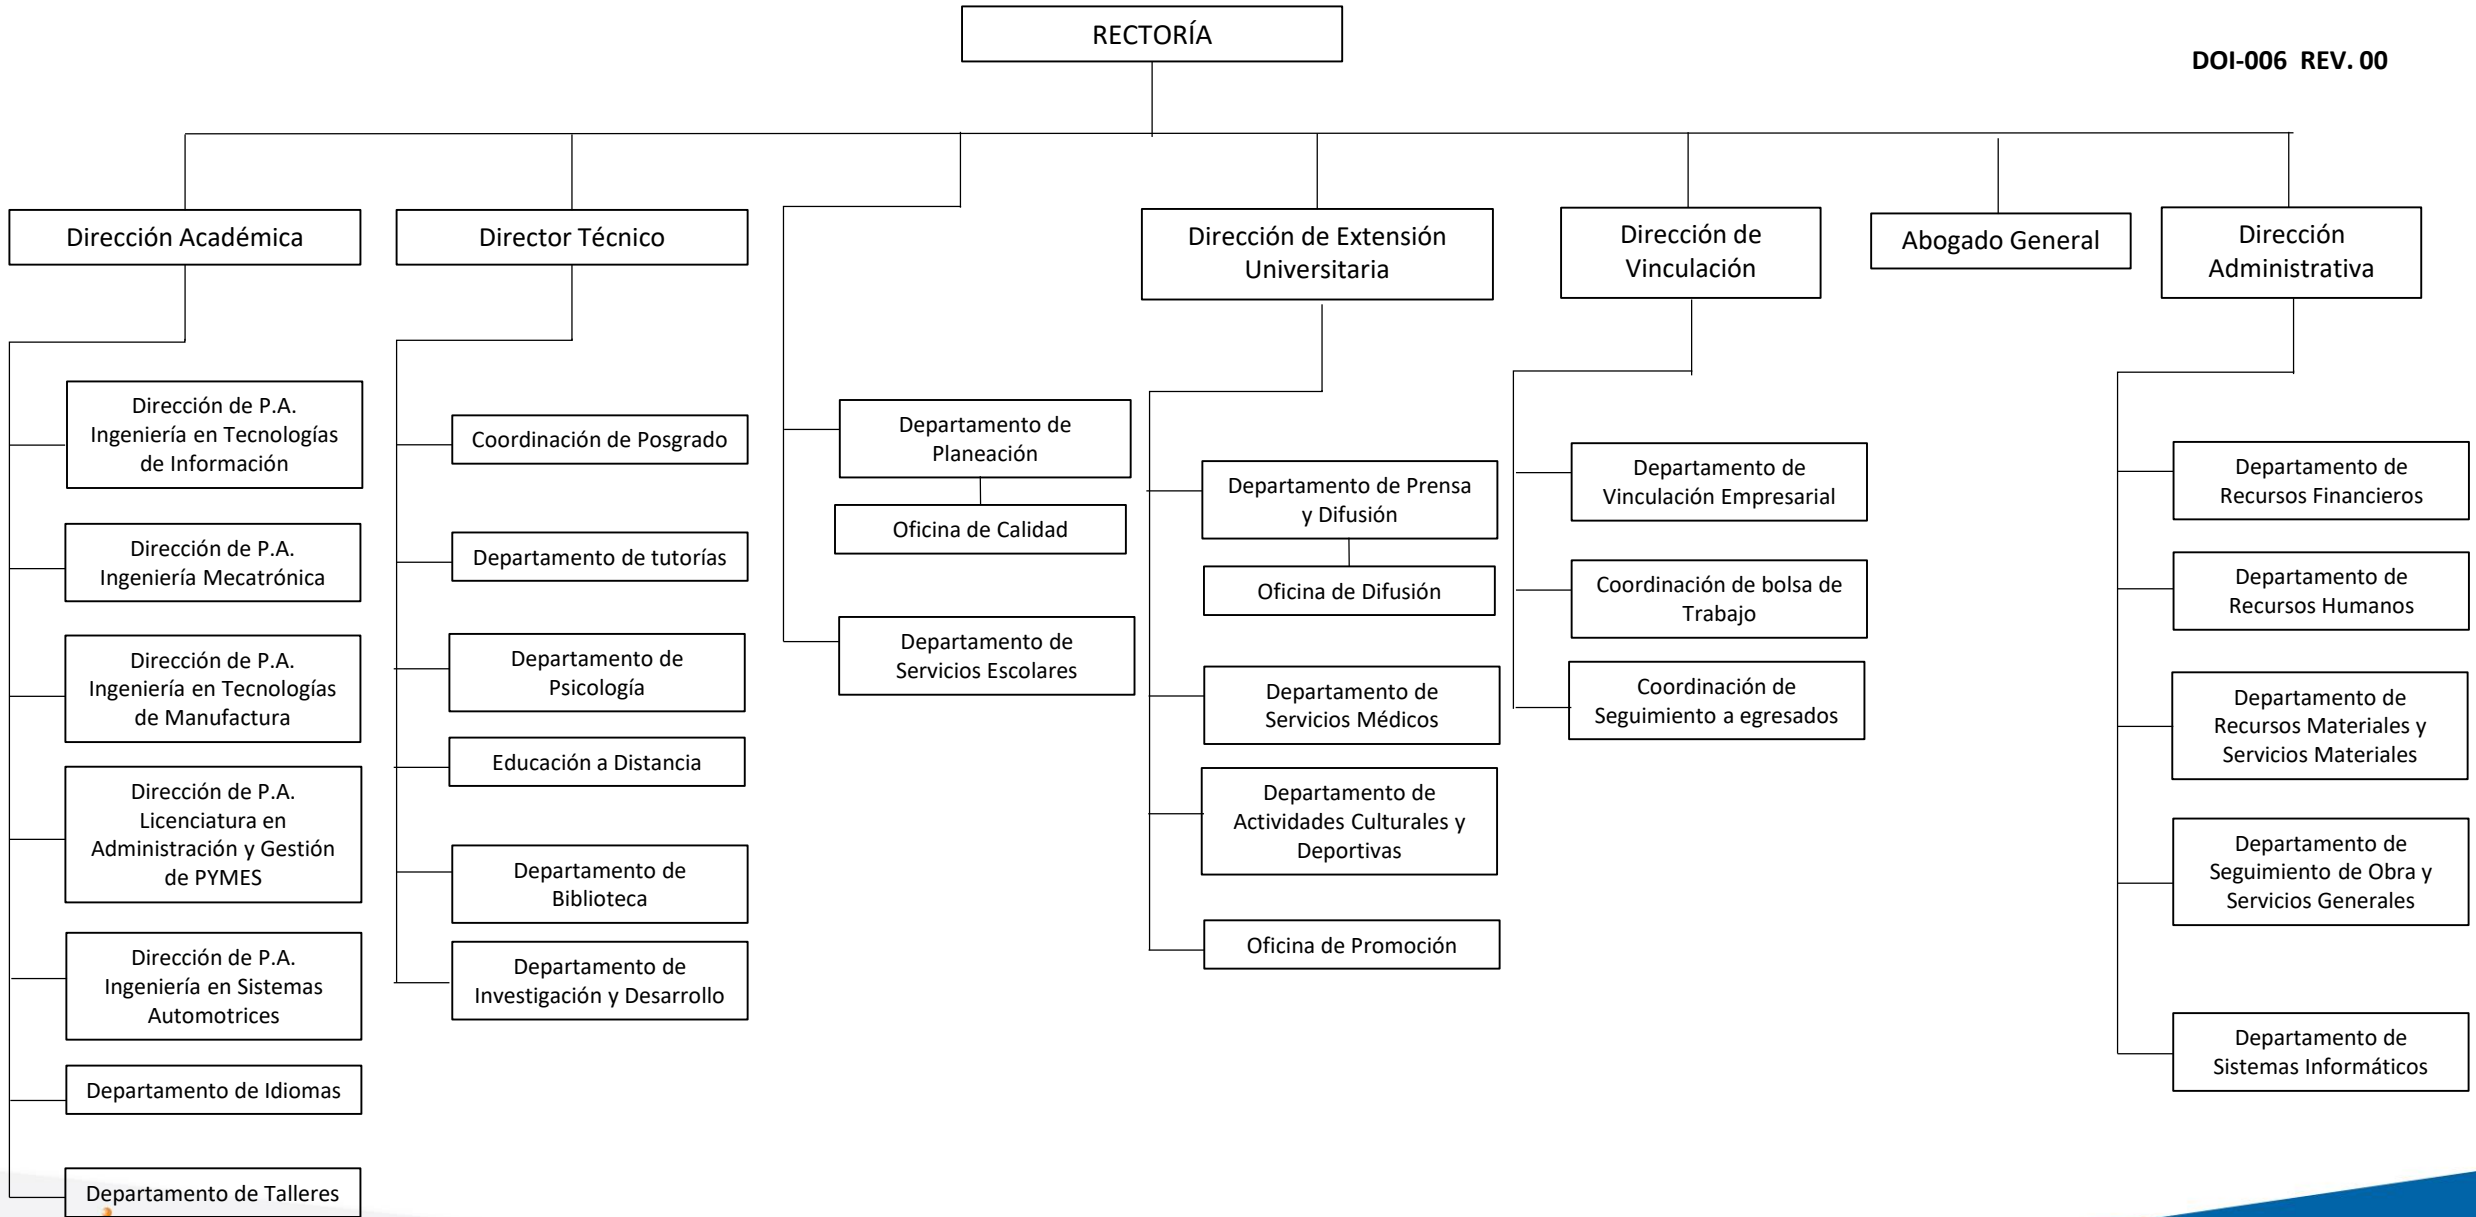 RECTORÍA
DOI-006 REV. 00
Dirección Académica
Director Técnico
Dirección de Extensión
Universitaria
Dirección de
Vinculación
Abogado General
Dirección
Administrativa
Dirección de P.A.
Ingeniería en Tecnologías
de Información
Dirección de P.A.
Ingeniería Mecatrónica
Dirección de P.A.
Ingeniería en Tecnologías
de Manufactura
Dirección de P.A.
Licenciatura en
Administración y Gestión
de PYMES
Dirección de P.A.
Ingeniería en Sistemas
Automotrices
Departamento de Idiomas
Departamento de Talleres
Coordinación de Posgrado
Departamento de tutorías
Departamento de
Psicología
Educación a Distancia
Departamento de
Biblioteca
Departamento de
Investigación y Desarrollo
Departamento de
Planeación
Oficina de Calidad
Departamento de
Servicios Escolares
Departamento de Prensa
y Difusión
Oficina de Difusión
Departamento de
Servicios Médicos
Departamento de
Actividades Culturales y
Deportivas
Oficina de Promoción
Departamento de
Vinculación Empresarial
Coordinación de bolsa de
Trabajo
Coordinación de
Seguimiento a egresados
Departamento de
Recursos Financieros
Departamento de
Recursos Humanos
Departamento de
Recursos Materiales y
Servicios Materiales
Departamento de
Seguimiento de Obra y
Servicios Generales
Departamento de
Sistemas Informáticos